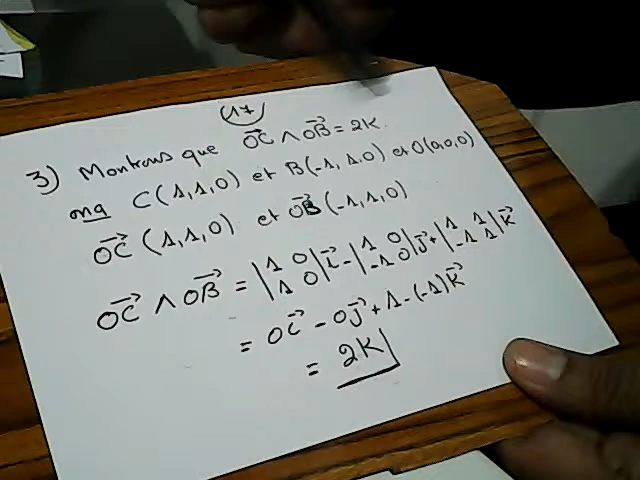 17
3) Montrons que OC⃗ ∧ OB⃗ = 2K.
ona C(1,1,0) et B(-1,1,0) et O(0,0,0)
OC⃗ (1,1,0) et OB⃗ (-1,1,0)
OC⃗ ∧ OB⃗ = |1 0; 1 0| i⃗ - |1 0; -1 0| j⃗ + |1 1; -1 1| K⃗
= 0i⃗ - 0j⃗ + 1-(-1)K⃗
= 2K